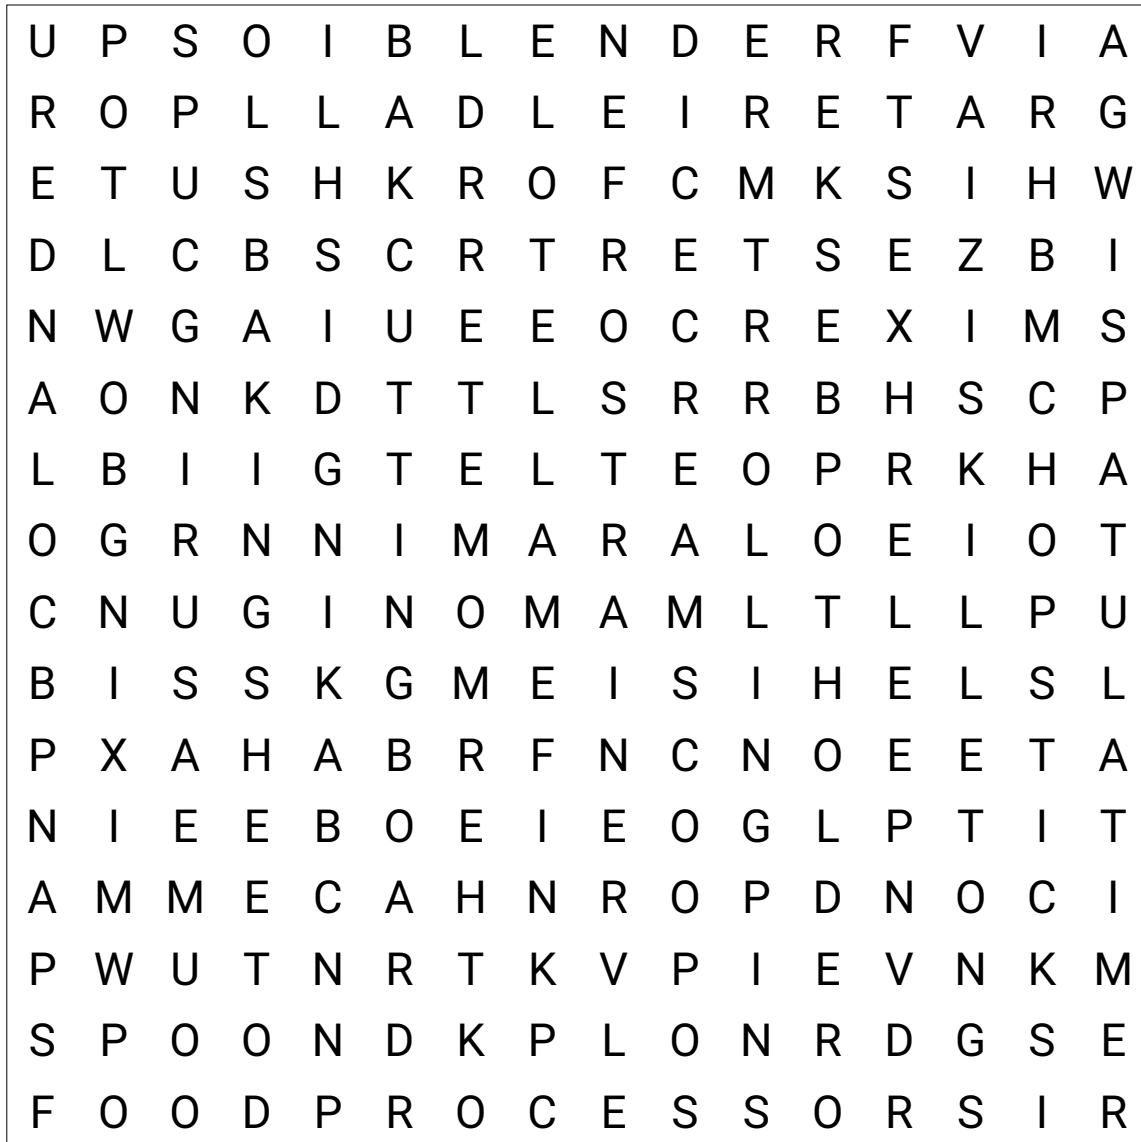 U P S O I B L E N D E R F V I A
R O P L L A D L E I R E T A R G
E T U S H K R O F C M K S I H W
D L C B S C R T R E T S E Z B I
N W G A I U E E O C R E X I M S
A O N K D T T L S R R B H S C P
L B I I G T E L T E O P R K H A
O G R N N I M A R A L O E I O T
C N U G I N O M A M L T L L P U
B I S S K G M E I S I H E L S L
P X A H A B R F N C N O E E T A
N I E E B O E I E O G L P T I T
A M M E C A H N R O P D N O C I
P W U T N R T K V P I E V N K M
S P O O N D K P L O N R D G S E
F O O D P R O C E S S O R S I R